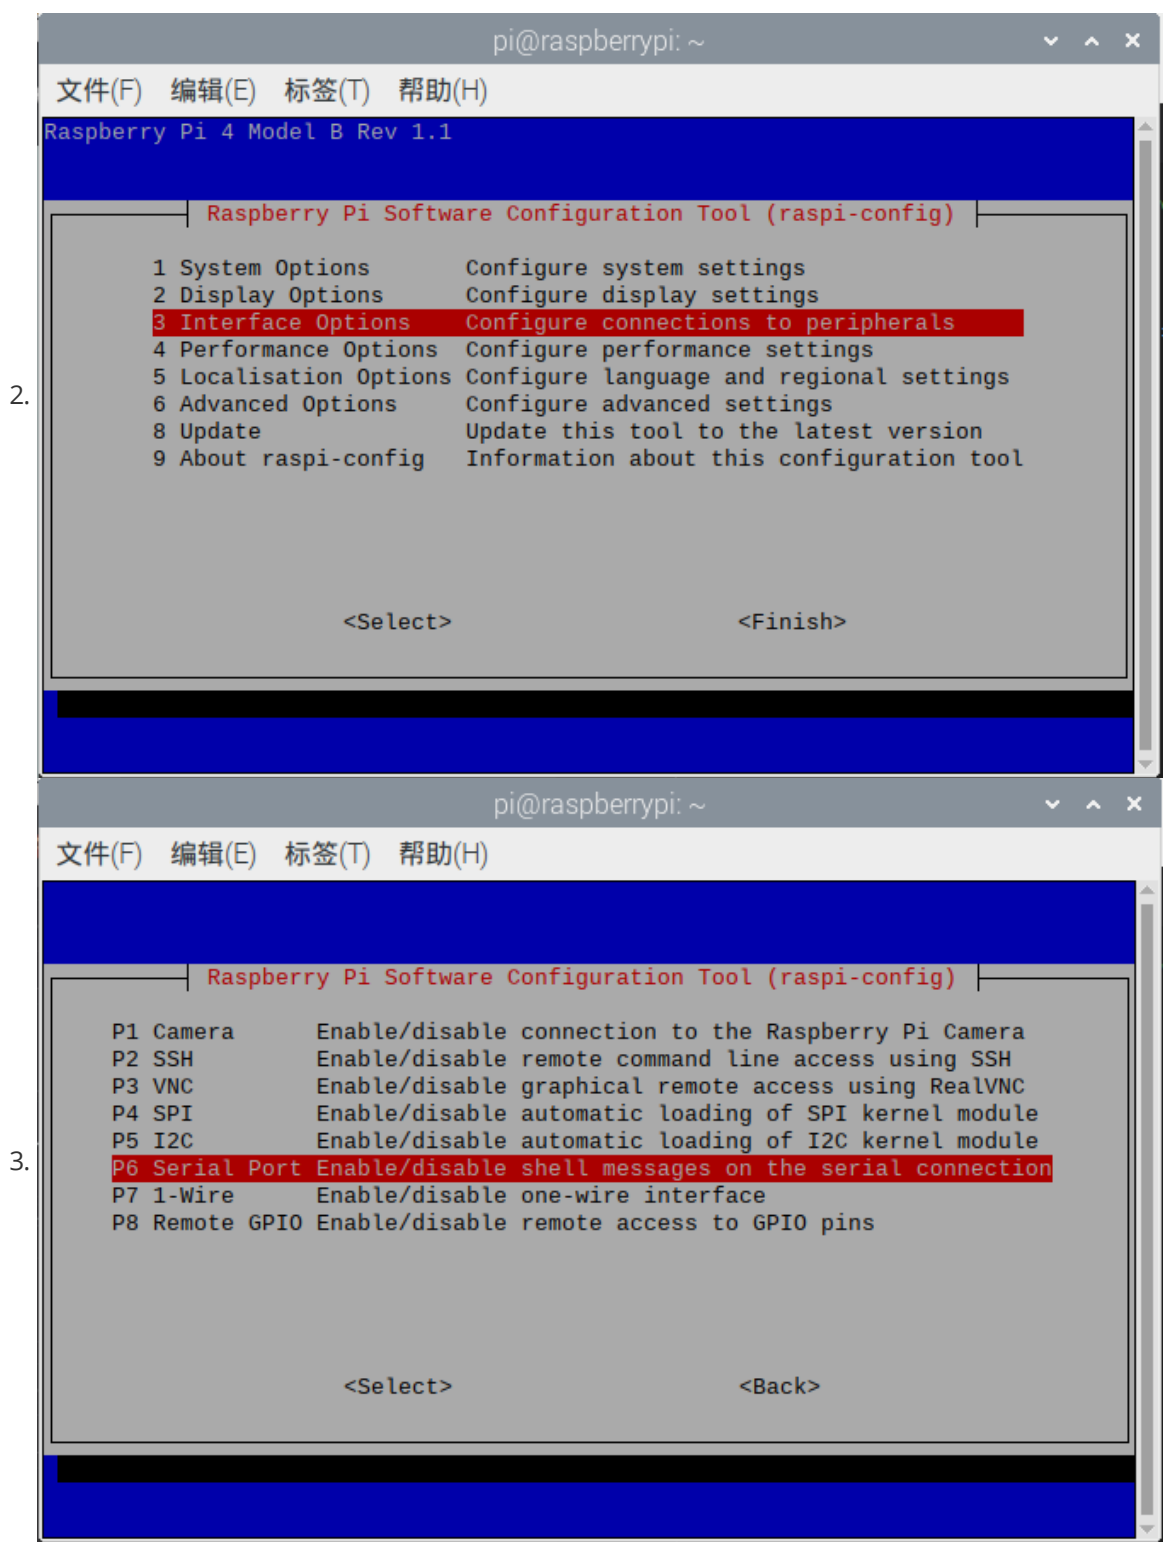 pi@raspberrypi: ~
文件(F) 编辑(E) 标签(T) 帮助(H)
Raspberry Pi 4 Model B Rev 1.1
Raspberry Pi Software Configuration Tool (raspi-config)
1 System Options Configure system settings
2 Display Options Configure display settings
3 Interface Options Configure connections to peripherals
4 Performance Options Configure performance settings
2.
5 Localisation Options Configure language and regional settings
6 Advanced Options Configure advanced settings
8 Update Update this tool to the latest version
9 About raspi-config Information about this configuration tool
<Select> <Finish>
pi@raspberrypi: ~
文件(F) 编辑(E) 标签(T) 帮助(H)
Raspberry Pi Software Configuration Tool (raspi-config)
P1 Camera Enable/disable connection to the Raspberry Pi Camera
P2 SSH Enable/disable remote command line access using SSH
P3 VNC Enable/disable graphical remote access using RealVNC
P4 SPI Enable/disable automatic loading of SPI kernel module
P5 I2C Enable/disable automatic loading of I2C kernel module
3.
P6 Serial Port Enable/disable shell messages on the serial connection
P7 1-Wire Enable/disable one-wire interface
P8 Remote GPIO Enable/disable remote access to GPIO pins
<Select> <Back>